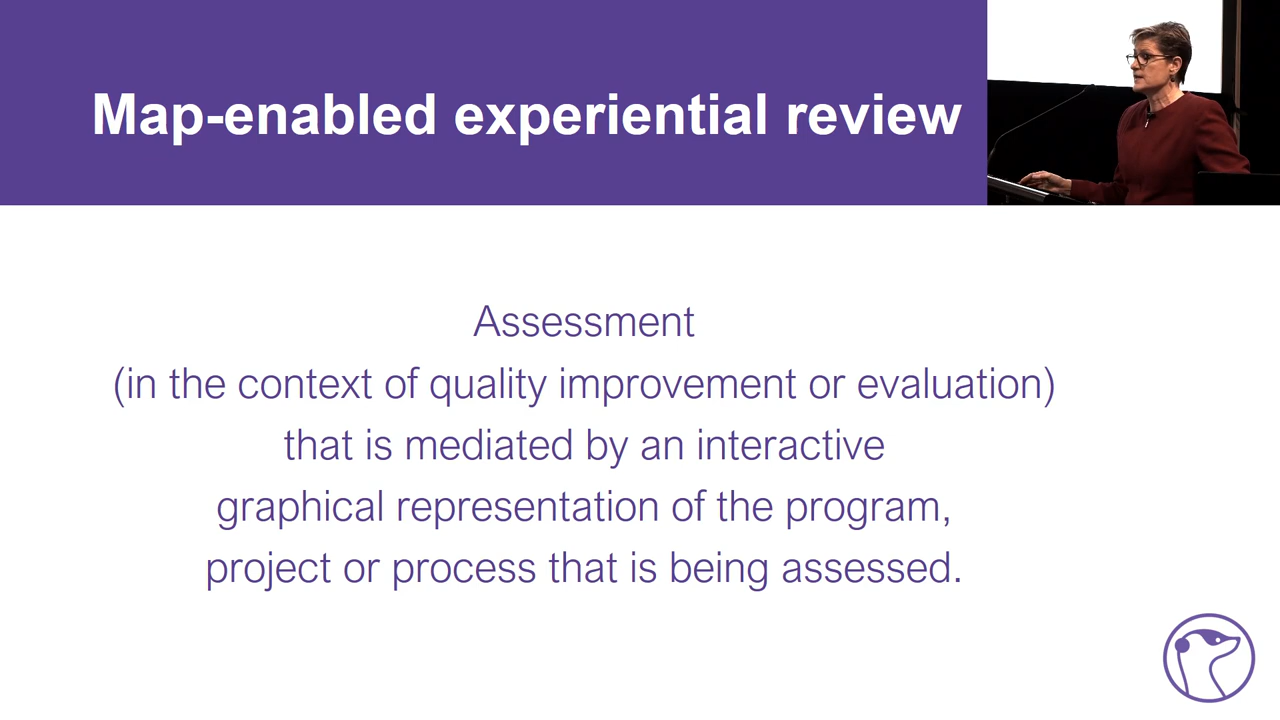 Map-enabled experiential review
Assessment
(in the context of quality improvement or evaluation)
that is mediated by an interactive
graphical representation of the program,
project or process that is being assessed.